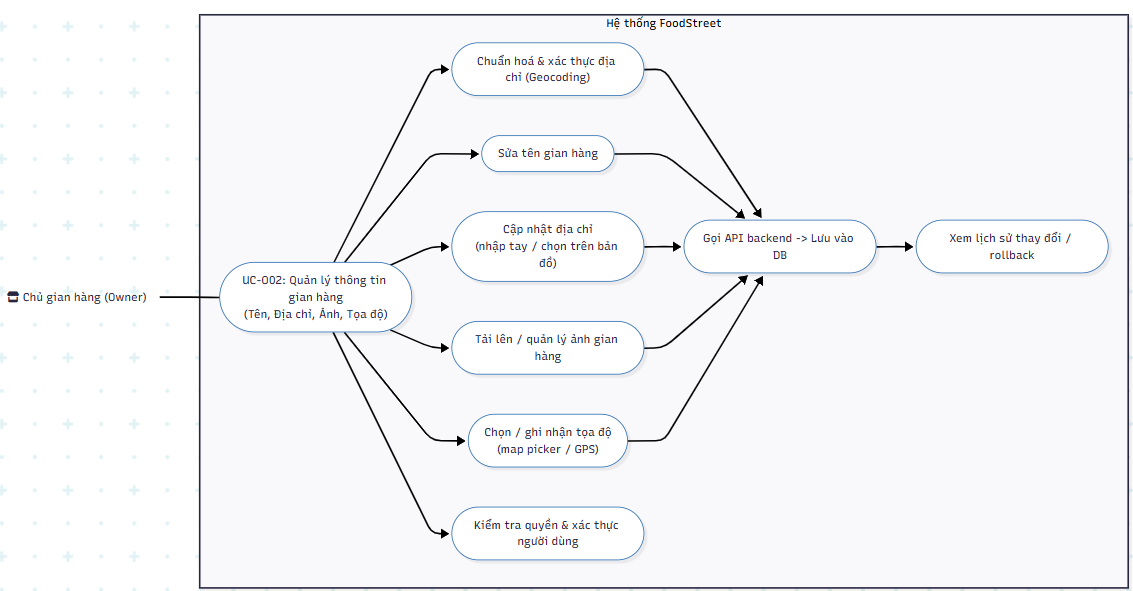 Hệ thống FoodStreet
Chuẩn hoá & xác thực địa
chỉ (Geocoding)
Sửa tên gian hàng
Cập nhật địa chỉ
(nhập tay / chọn trên bản
đồ)
Gọi API backend -> Lưu vào
DB
Xem lịch sử thay đổi /
rollback
Chủ gian hàng (Owner)
UC-002: Quản lý thông tin
gian hàng
(Tên, Địa chỉ, Ảnh, Tọa độ)
Tải lên / quản lý ảnh gian
hàng
Chọn / ghi nhận tọa độ
(map picker / GPS)
Kiểm tra quyền & xác thực
người dùng